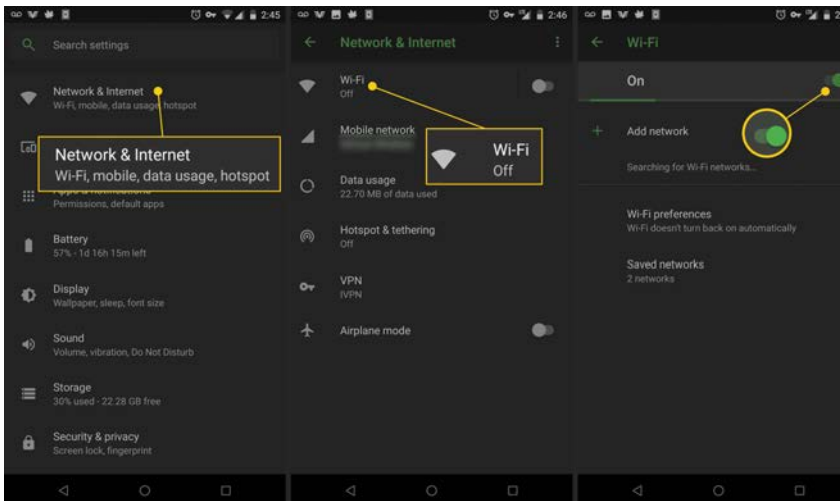 2:45
Search settings
Network & Internet
Wi-Fi, mobile, data usage, hotspot
Network & Internet
Wi-Fi, mobile, data usage, hotspot
Permissions, default apps
Battery
57% - 1d 16h 15m left
Display
Wallpaper, sleep, font size
Sound
Volume, vibration, Do Not Disturb
Storage
30% used - 22.28 GB free
Security & privacy
Screen lock, fingerprint
2:46
Network & Internet
Wi-Fi
Off
Mobile network
Wi-Fi
Off
Data usage
22.70 MB of data used
Hotspot & tethering
Off
VPN
IVPN
Airplane mode
Wi-Fi
On
Add network
Searching for Wi-Fi networks...
Wi-Fi preferences
Wi-Fi doesn't turn back on automatically
Saved networks
2 networks